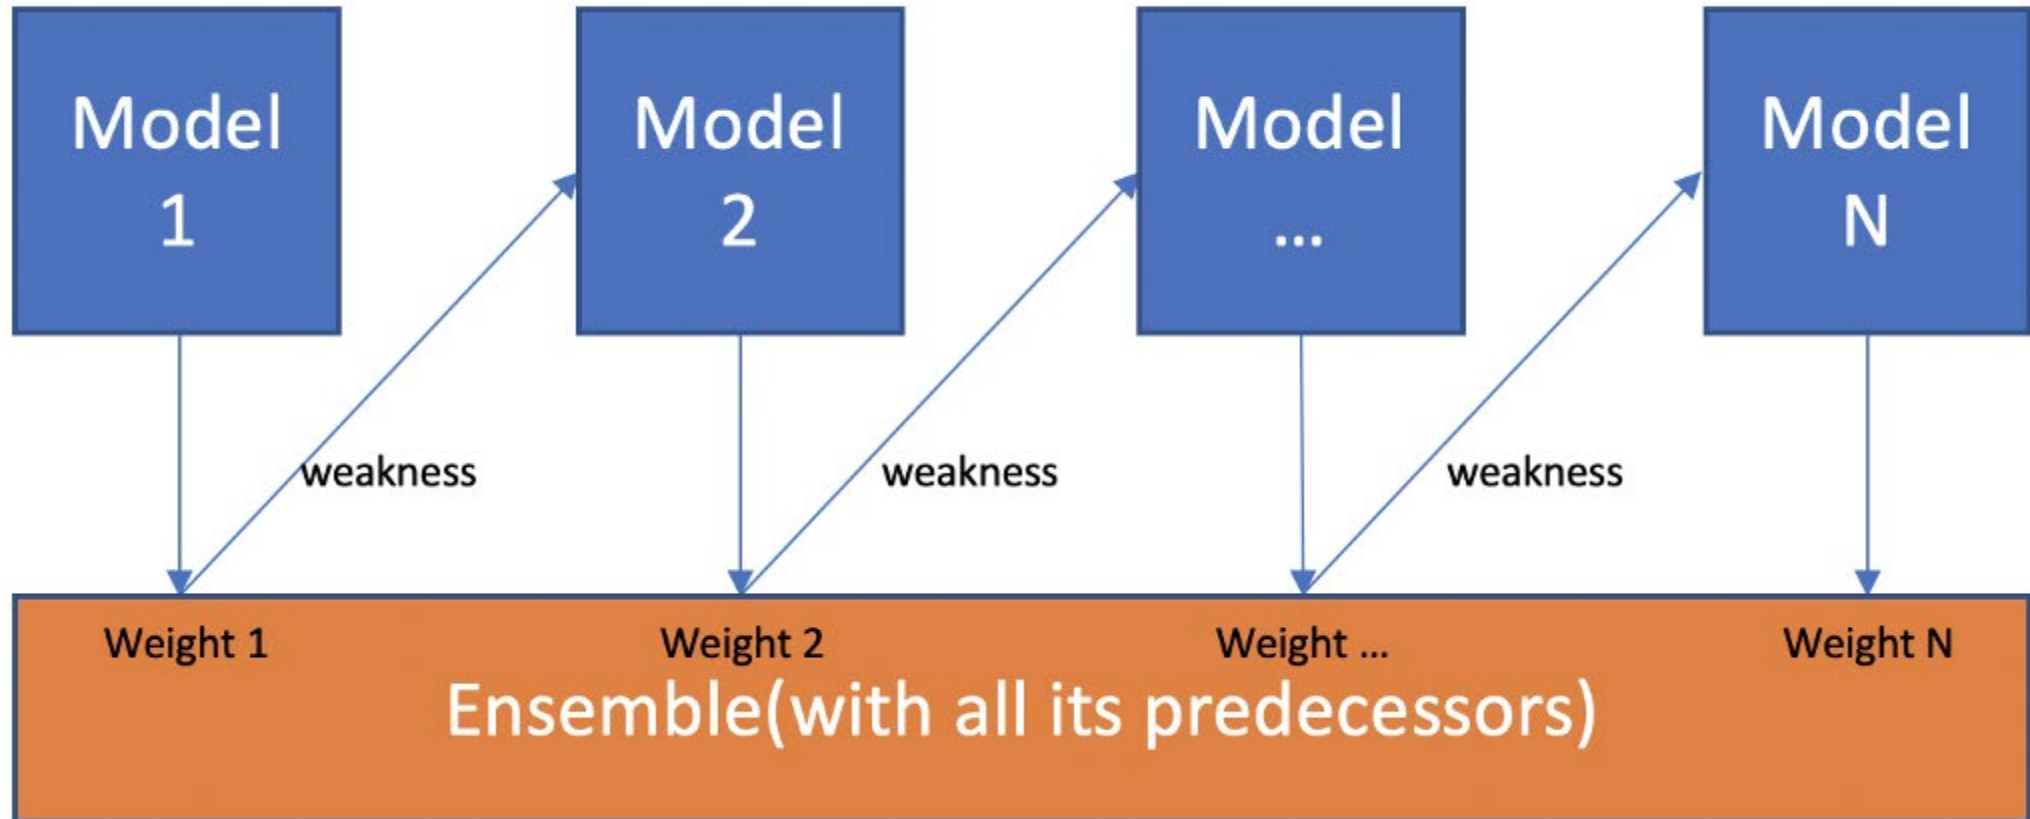 Model
1
Model
2
Model
...
Model
N
weakness
weakness
weakness
Weight 1
Weight 2
Weight ...
Weight N
Ensemble(with all its predecessors)